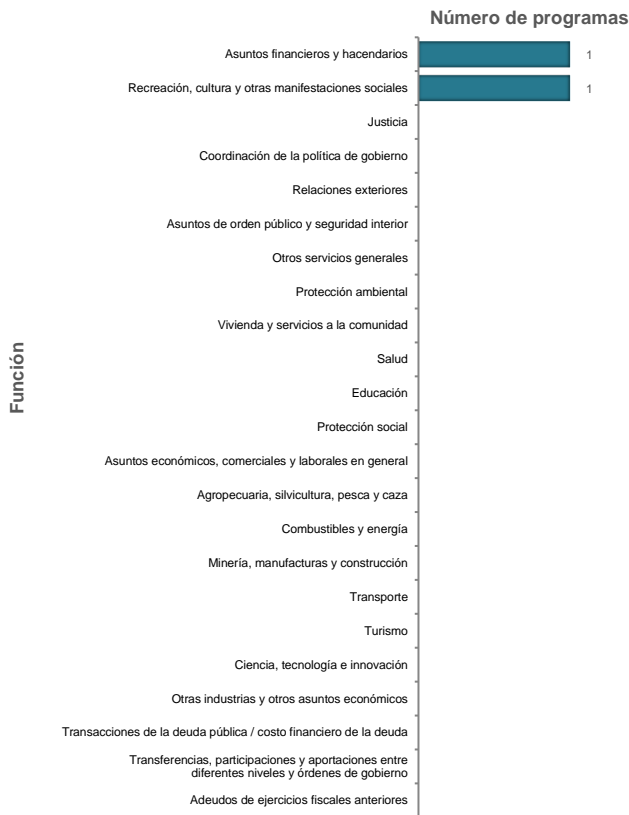 Número de programas
Asuntos financieros y hacendarios 1
Recreación, cultura y otras manifestaciones sociales 1
Justicia
Coordinación de la política de gobierno
Relaciones exteriores
Asuntos de orden público y seguridad interior
Otros servicios generales
Protección ambiental
Vivienda y servicios a la comunidad
Salud
Educación
Protección social
Asuntos económicos, comerciales y laborales en general
Agropecuaria, silvicultura, pesca y caza
Combustibles y energía
Minería, manufacturas y construcción
Transporte
Turismo
Ciencia, tecnología e innovación
Otras industrias y otros asuntos económicos
Transacciones de la deuda pública / costo financiero de la deuda
Transferencias, participaciones y aportaciones entre
diferentes niveles y órdenes de gobierno
Adeudos de ejercicios fiscales anteriores
Función